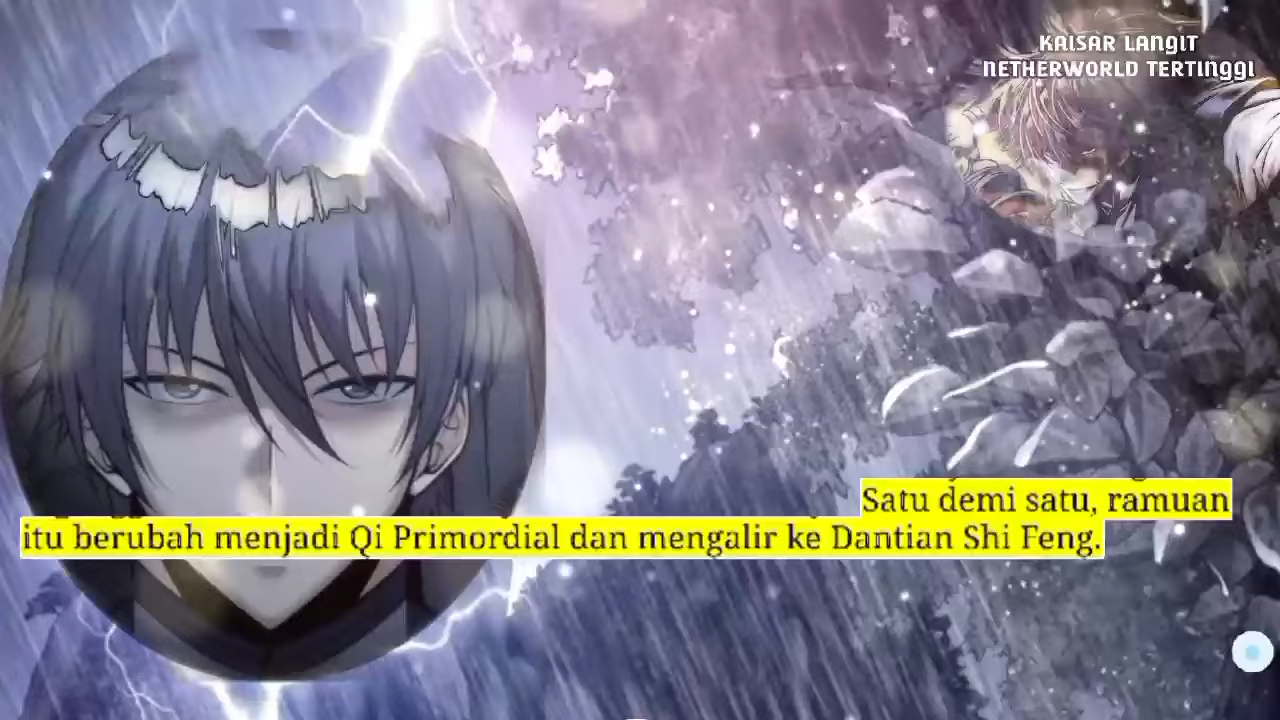 KAISAR LANGIT
NETHERWORLD TERTINGGI
Satu demi satu, ramuan
itu berubah menjadi Qi Primordial dan mengalir ke Dantian Shi Feng.